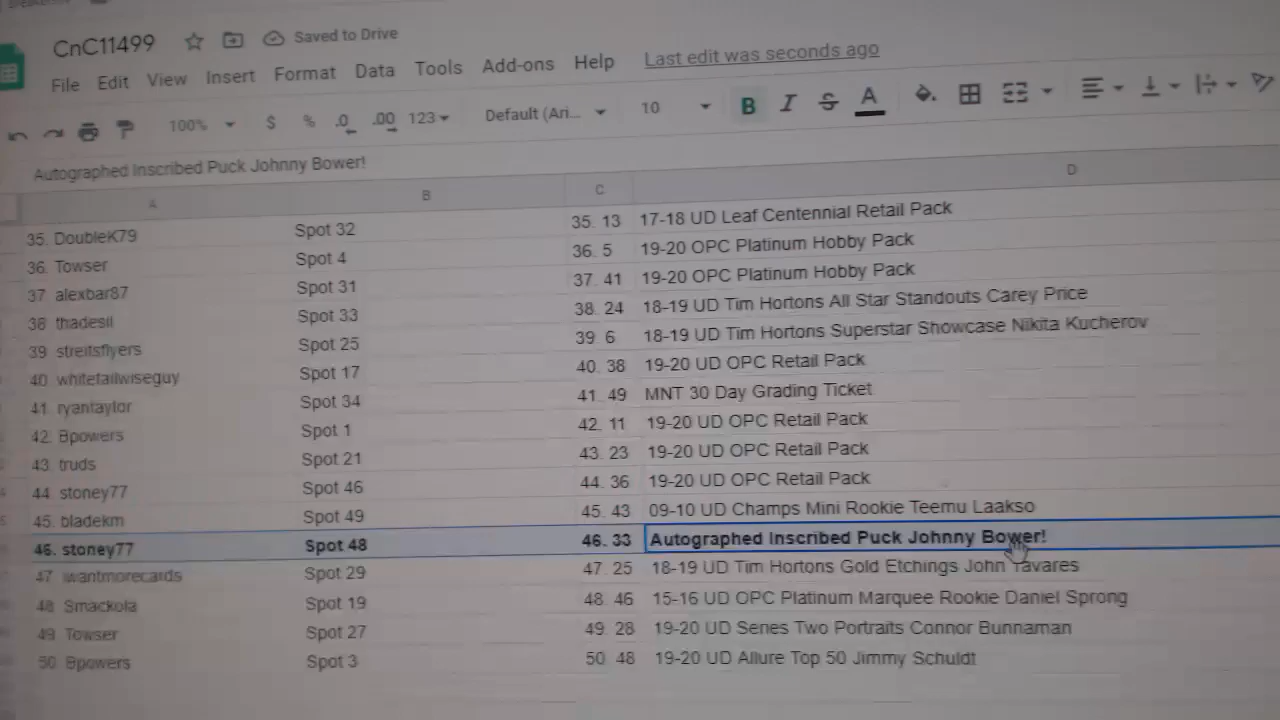 CnC11499 Saved to Drive
File Edit View Insert Format Data Tools Add-ons Help Last edit was seconds ago
100% $ % .0 .00 123 Default (Ari... 10 B I S A
Autographed Inscribed Puck Johnny Bower!
A B C D
35. DoubleK79 Spot 32 35. 13 17-18 UD Leaf Centennial Retail Pack
36. Towser Spot 4 36. 5 19-20 OPC Platinum Hobby Pack
37. alexbar87 Spot 31 37. 41 19-20 OPC Platinum Hobby Pack
38 thadesil Spot 33 38. 24 18-19 UD Tim Hortons All Star Standouts Carey Price
39 streitsflyers Spot 25 39 6 18-19 UD Tim Hortons Superstar Showcase Nikita Kucherov
40 whitetailwiseguy Spot 17 40. 38 19-20 UD OPC Retail Pack
41. ryantaylor Spot 34 41. 49 MNT 30 Day Grading Ticket
42. Bpowers Spot 1 42. 11 19-20 UD OPC Retail Pack
43. truds Spot 21 43. 23 19-20 UD OPC Retail Pack
44. stoney77 Spot 46 44. 36 19-20 UD OPC Retail Pack
45. bladekm Spot 49 45. 43 09-10 UD Champs Mini Rookie Teemu Laakso
46. stoney77 Spot 48 46. 33 Autographed Inscribed Puck Johnny Bower!
47 iwantmorecards Spot 29 47. 25 18-19 UD Tim Hortons Gold Etchings John Tavares
48 Smackola Spot 19 48. 46 15-16 UD OPC Platinum Marquee Rookie Daniel Sprong
49 Towser Spot 27 49. 28 19-20 UD Series Two Portraits Connor Bunnaman
50 Bpowers Spot 3 50 48 19-20 UD Allure Top 50 Jimmy Schuldt